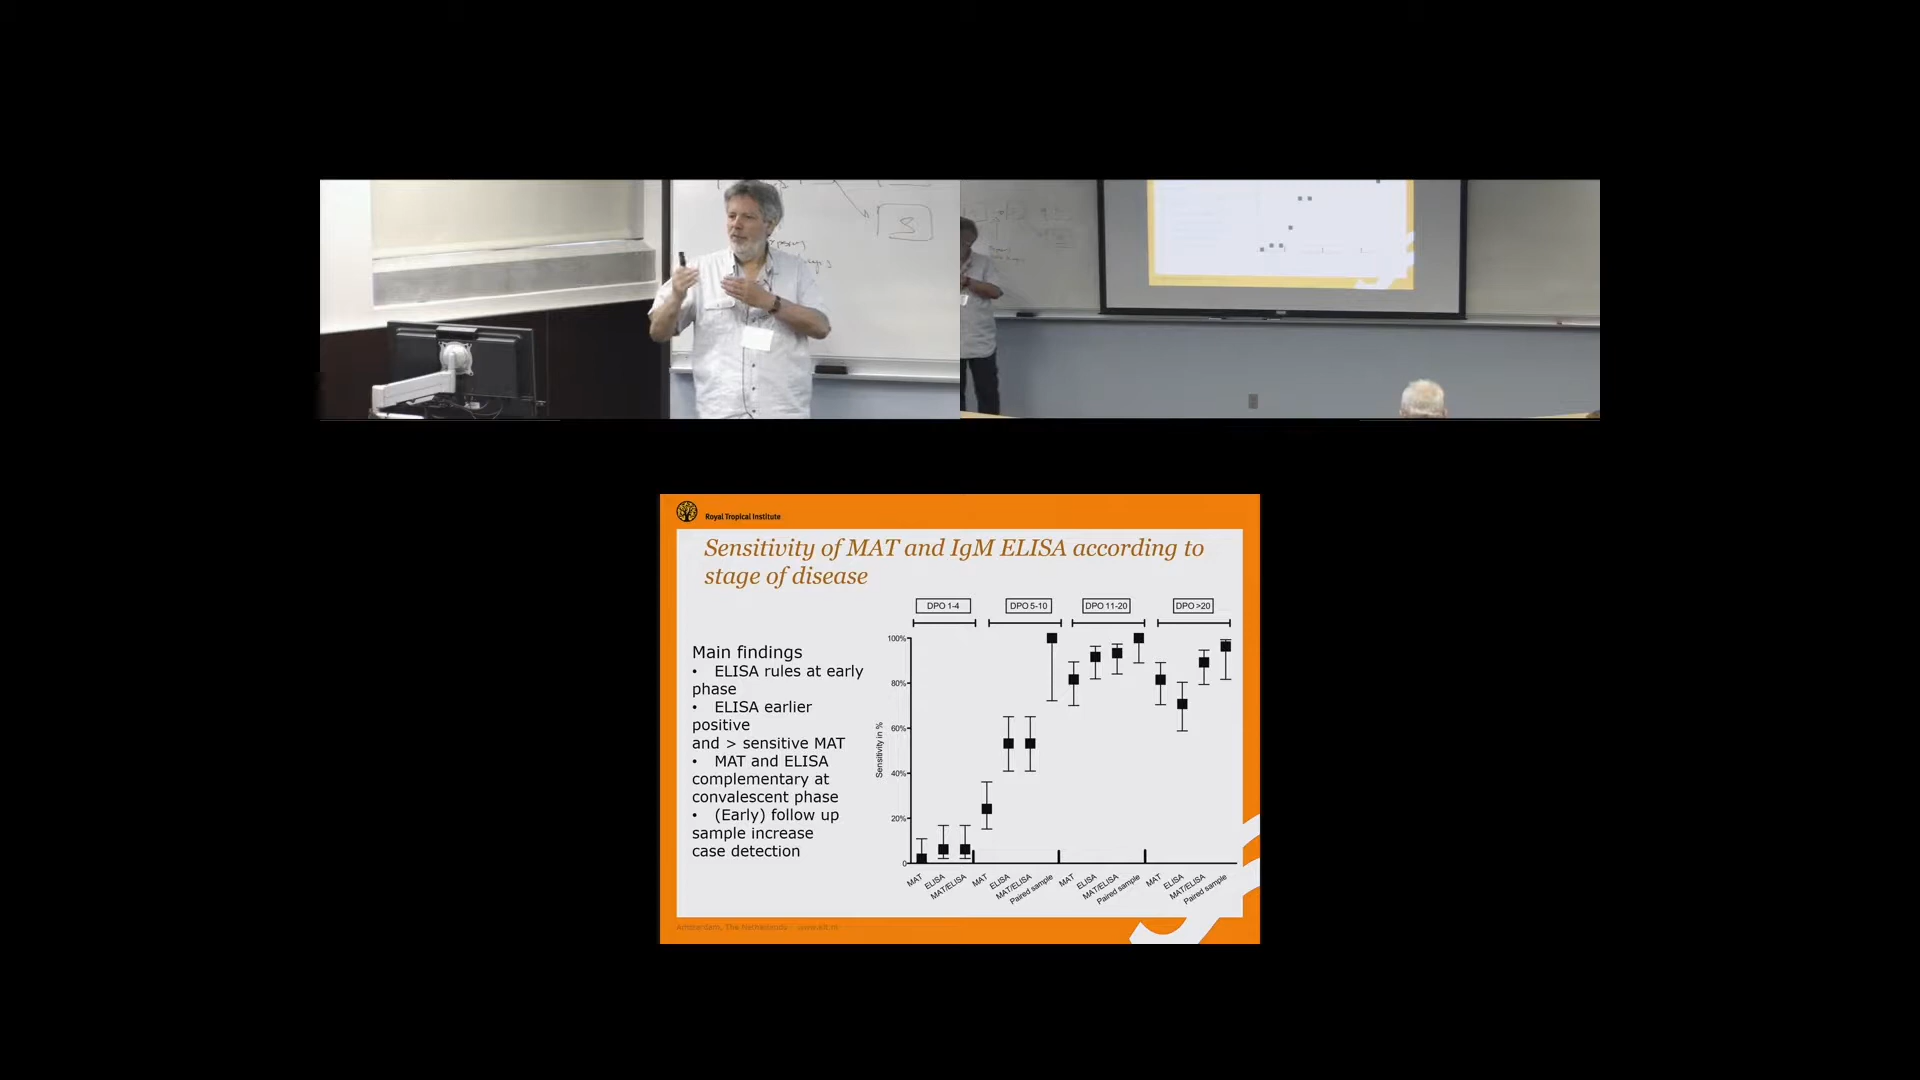 S
Royal Tropical Institute
Sensitivity of MAT and IgM ELISA according to
stage of disease
Main findings
• ELISA rules at early
phase
• ELISA earlier
positive
and > sensitive MAT
• MAT and ELISA
complementary at
convalescent phase
• (Early) follow up
sample increase
case detection
DPO 1-4 DPO 5-10 DPO 11-20 DPO >20
Sensitivity in %
100%
80%
60%
40%
20%
0
MAT ELISA MAT/ELISA MAT ELISA MAT/ELISA Paired sample MAT ELISA MAT/ELISA Paired sample MAT ELISA MAT/ELISA Paired sample
Amsterdam, The Netherlands www.kit.nl